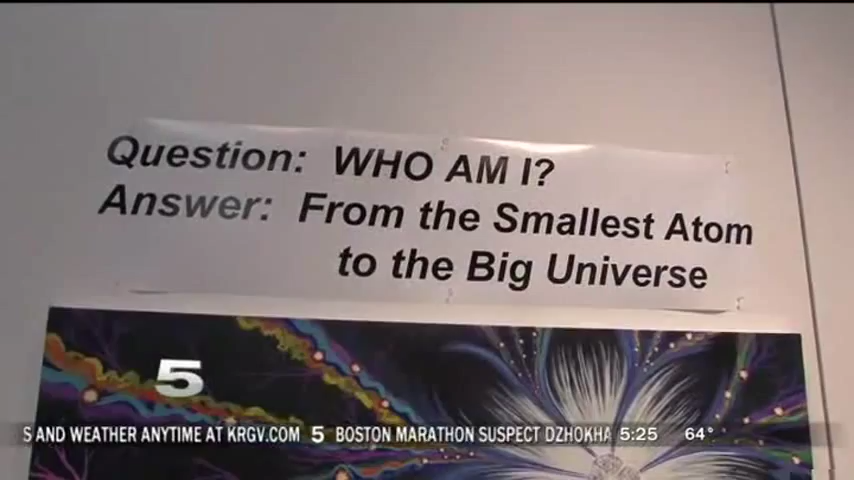 Question: WHO AM I?
Answer: From the Smallest Atom
to the Big Universe
5
S AND WEATHER ANYTIME AT KRGV.COM 5 BOSTON MARATHON SUSPECT DZHOKHA 5:25 64°